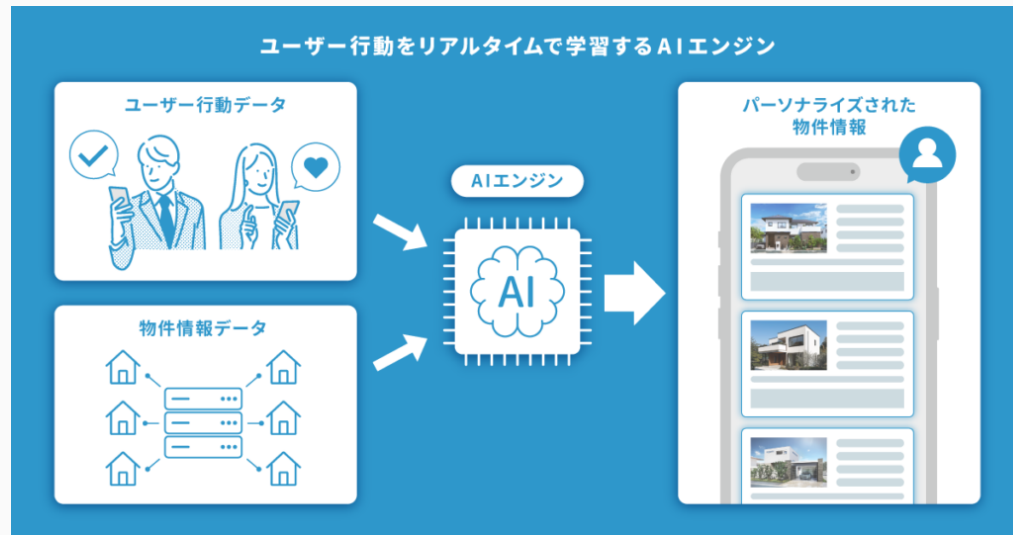 ユーザー行動をリアルタイムで学習するAIエンジン
ユーザー行動データ
物件情報データ
AIエンジン
AI
パーソナライズされた
物件情報